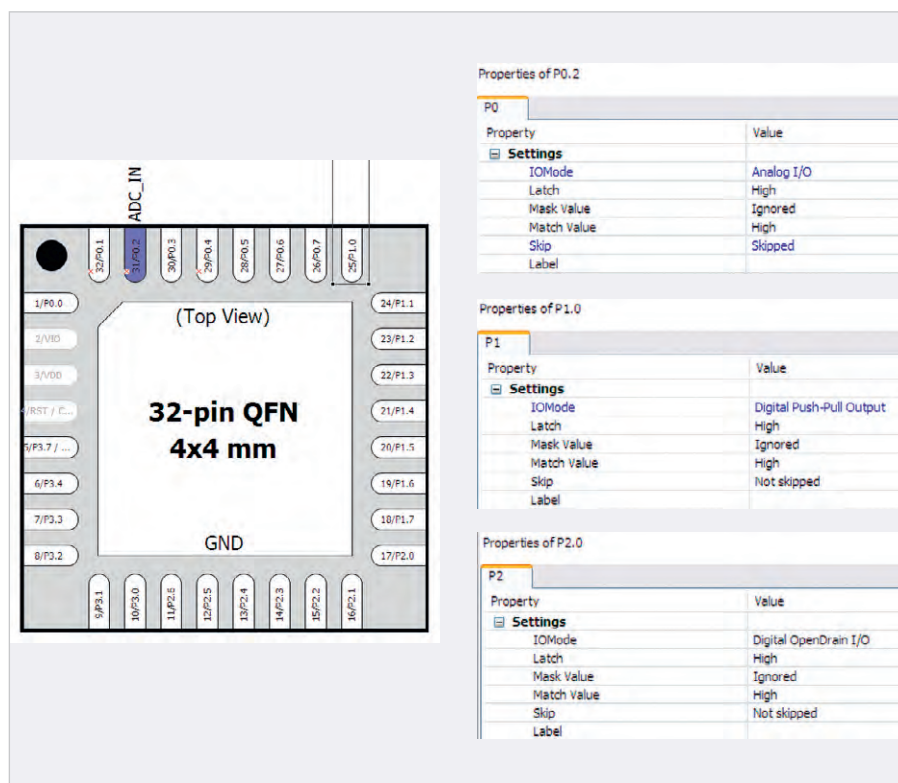 ADC_IN
32/P0.1
31/P0.2
30/P0.3
29/P0.4
28/P0.5
27/P0.6
26/P0.7
25/P1.0
1/P0.0
2/VIO
3/VDD
/RST / C...
5/P3.7 / ...
6/P3.4
7/P3.3
8/P3.2
(Top View)
32-pin QFN
4x4 mm
GND
24/P1.1
23/P1.2
22/P1.3
21/P1.4
20/P1.5
19/P1.6
18/P1.7
17/P2.0
9/P3.1
10/P3.0
11/P2.6
12/P2.5
13/P2.4
14/P2.3
15/P2.2
16/P2.1
Properties of P0.2
P0
Property Value
Settings
IOMode Analog I/O
Latch High
Mask Value Ignored
Match Value High
Skip Skipped
Label
Properties of P1.0
P1
Property Value
Settings
IOMode Digital Push-Pull Output
Latch High
Mask Value Ignored
Match Value High
Skip Not skipped
Label
Properties of P2.0
P2
Property Value
Settings
IOMode Digital OpenDrain I/O
Latch High
Mask Value Ignored
Match Value High
Skip Not skipped
Label